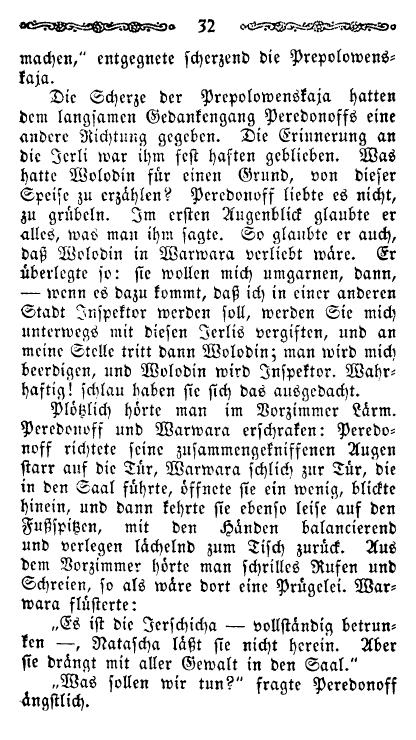 32
machen,“ entgegnete scherzend die Prepolowens-
kaja.
Die Scherze der Prepolowenskaja hatten
dem langsamen Gedankengang Peredonoffs eine
andere Richtung gegeben. Die Erinnerung an
die Jerli war ihm fest haften geblieben. Was
hatte Wolodin für einen Grund, von dieser
Speise zu erzählen? Peredonoff liebte es nicht,
zu grübeln. Im ersten Augenblick glaubte er
alles, was man ihm sagte. So glaubte er auch,
daß Wolodin in Warwara verliebt wäre. Er
überlegte so: sie wollen mich umgarnen, dann,
— wenn es dazu kommt, daß ich in einer anderen
Stadt Inspektor werden soll, werden Sie mich
unterwegs mit diesen Jerlis vergiften, und an
meine Stelle tritt dann Wolodin; man wird mich
beerdigen, und Wolodin wird Inspektor. Wahr-
haftig! schlau haben sie sich das ausgedacht.
Plötzlich hörte man im Vorzimmer Lärm.
Peredonoff und Warwara erschraken: Peredo-
noff richtete seine zusammengekniffenen Augen
starr auf die Tür, Warwara schlich zur Tür, die
in den Saal führte, öffnete sie ein wenig, blickte
hinein, und dann kehrte sie ebenso leise auf den
Fußspitzen, mit den Händen balancierend
und verlegen lächelnd zum Tisch zurück. Aus
dem Vorzimmer hörte man schrilles Rufen und
Schreien, so als wäre dort eine Prügelei. War-
wara flüsterte:
„Es ist die Jerschicha — vollständig betrun-
ken —, Natascha läßt sie nicht herein. Aber
sie drängt mit aller Gewalt in den Saal.“
„Was sollen wir tun?“ fragte Peredonoff
ängstlich.